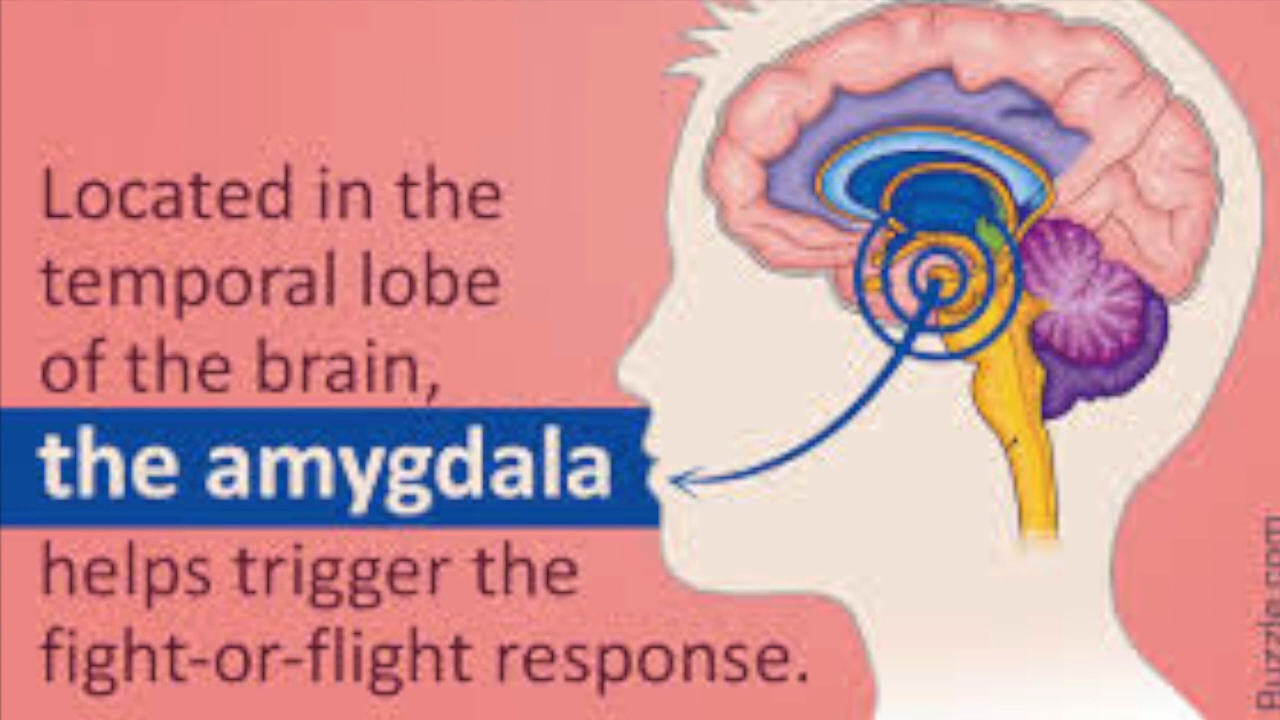 Located in the
temporal lobe
of the brain,
the amygdala
helps trigger the
fight-or-flight response.
Buzzle.com